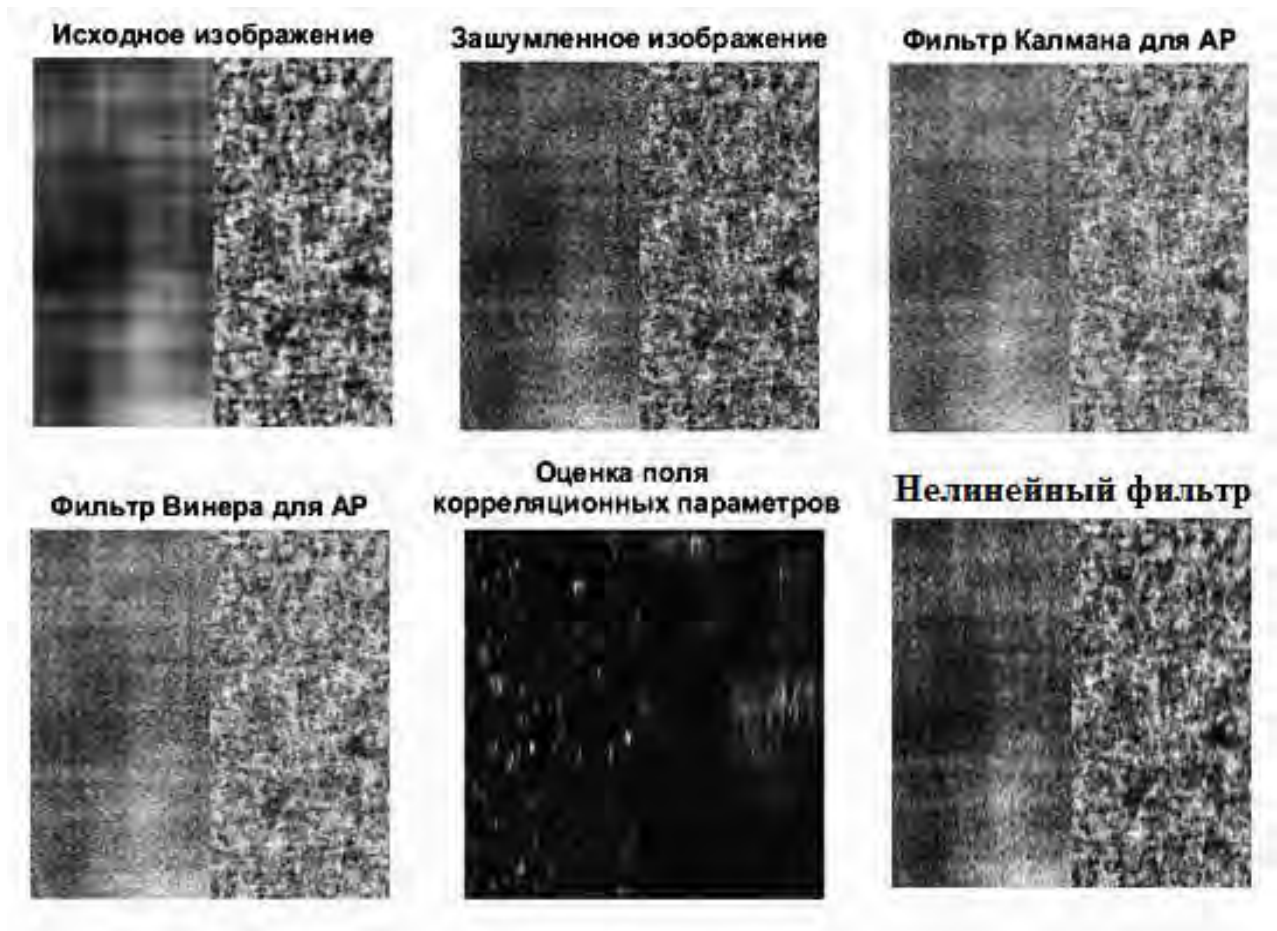 Исходное изображение
Зашумленное изображение
Фильтр Калмана для АР
Фильтр Винера для АР
Оценка поля
корреляционных параметров
Нелинейный фильтр